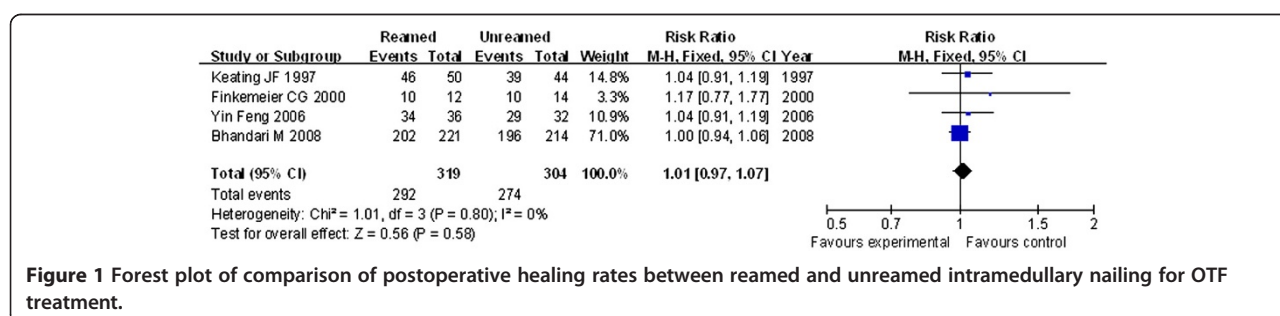 Reamed Unreamed Risk Ratio Risk Ratio
Study or Subgroup Events Total Events Total Weight M-H, Fixed, 95% CI Year M-H, Fixed, 95% CI
Keating JF 1997 46 50 39 44 14.8% 1.04 [0.91, 1.19] 1997
Finkemeier CG 2000 10 12 10 14 3.3% 1.17 [0.77, 1.77] 2000
Yin Feng 2006 34 36 29 32 10.9% 1.04 [0.91, 1.19] 2006
Bhandari M 2008 202 221 196 214 71.0% 1.00 [0.94, 1.06] 2008
Total (95% CI) 319 304 100.0% 1.01 [0.97, 1.07]
Total events 292 274
Heterogeneity: Chi² = 1.01, df = 3 (P = 0.80); I² = 0%
Test for overall effect: Z = 0.56 (P = 0.58)
0.5 0.7 1 1.5 2
Favours experimental Favours control
Figure 1 Forest plot of comparison of postoperative healing rates between reamed and unreamed intramedullary nailing for OTF
treatment.